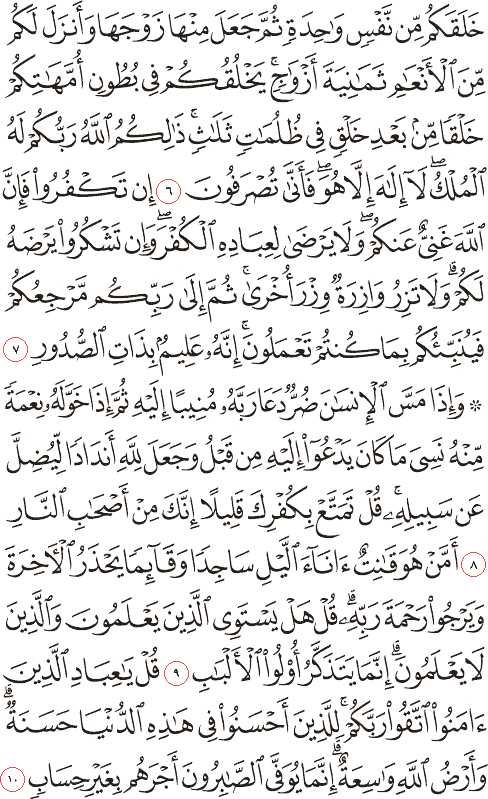 خَلَقَكُم مِّن نَّفْسٍ وَٰحِدَةٍ ثُمَّ جَعَلَ مِنْهَا زَوْجَهَا وَأَنزَلَ لَكُم
مِّنَ ٱلْأَنْعَٰمِ ثَمَٰنِيَةَ أَزْوَٰجٍ ۚ يَخْلُقُكُمْ فِى بُطُونِ أُمَّهَٰتِكُمْ
خَلْقًا مِّنۢ بَعْدِ خَلْقٍ فِى ظُلُمَٰتٍ ثَلَٰثٍ ۚ ذَٰلِكُمُ ٱللَّهُ رَبُّكُمْ لَهُ
ٱلْمُلْكُ ۖ لَآ إِلَٰهَ إِلَّا هُوَ ۖ فَأَنَّىٰ تُصْرَفُونَ ٦ إِن تَكْفُرُوا۟ فَإِنَّ
ٱللَّهَ غَنِىٌّ عَنكُمْ ۖ وَلَا يَرْضَىٰ لِعِبَادِهِ ٱلْكُفْرَ ۖ وَإِن تَشْكُرُوا۟ يَرْضَهُ
لَكُمْ ۗ وَلَا تَزِرُ وَازِرَةٌ وِزْرَ أُخْرَىٰ ۗ ثُمَّ إِلَىٰ رَبِّكُم مَّرْجِعُكُمْ
فَيُنَبِّئُكُم بِمَا كُنتُمْ تَعْمَلُونَ ۚ إِنَّهُۥ عَلِيمٌۢ بِذَاتِ ٱلصُّدُورِ ٧
۞ وَإِذَا مَسَّ ٱلْإِنسَٰنَ ضُرٌّ دَعَا رَبَّهُۥ مُنِيبًا إِلَيْهِ ثُمَّ إِذَا خَوَّلَهُۥ نِعْمَةً
مِّنْهُ نَسِىَ مَا كَانَ يَدْعُوٓا۟ إِلَيْهِ مِن قَبْلُ وَجَعَلَ لِلَّهِ أَندَادًا لِّيُضِلَّ
عَن سَبِيلِهِۦ ۚ قُلْ تَمَتَّعْ بِكُفْرِكَ قَلِيلًا ۖ إِنَّكَ مِنْ أَصْحَٰبِ ٱلنَّارِ
٨ أَمَّنْ هُوَ قَٰنِتٌ ءَانَآءَ ٱلَّيْلِ سَاجِدًا وَقَآئِمًا يَحْذَرُ ٱلْءَاخِرَةَ
وَيَرْجُوا۟ رَحْمَةَ رَبِّهِۦ ۗ قُلْ هَلْ يَسْتَوِى ٱلَّذِينَ يَعْلَمُونَ وَٱلَّذِينَ
لَا يَعْلَمُونَ ۗ إِنَّمَا يَتَذَكَّرُ أُو۟لُوا۟ ٱلْأَلْبَٰبِ ٩ قُلْ يَٰعِبَادِ ٱلَّذِينَ
ءَامَنُوا۟ ٱتَّقُوا۟ رَبَّكُمْ ۚ لِلَّذِينَ أَحْسَنُوا۟ فِى هَٰذِهِ ٱلدُّنْيَا حَسَنَةٌ ۗ
وَأَرْضُ ٱللَّهِ وَٰسِعَةٌ ۗ إِنَّمَا يُوَفَّى ٱلصَّٰبِرُونَ أَجْرَهُم بِغَيْرِ حِسَابٍ ١٠